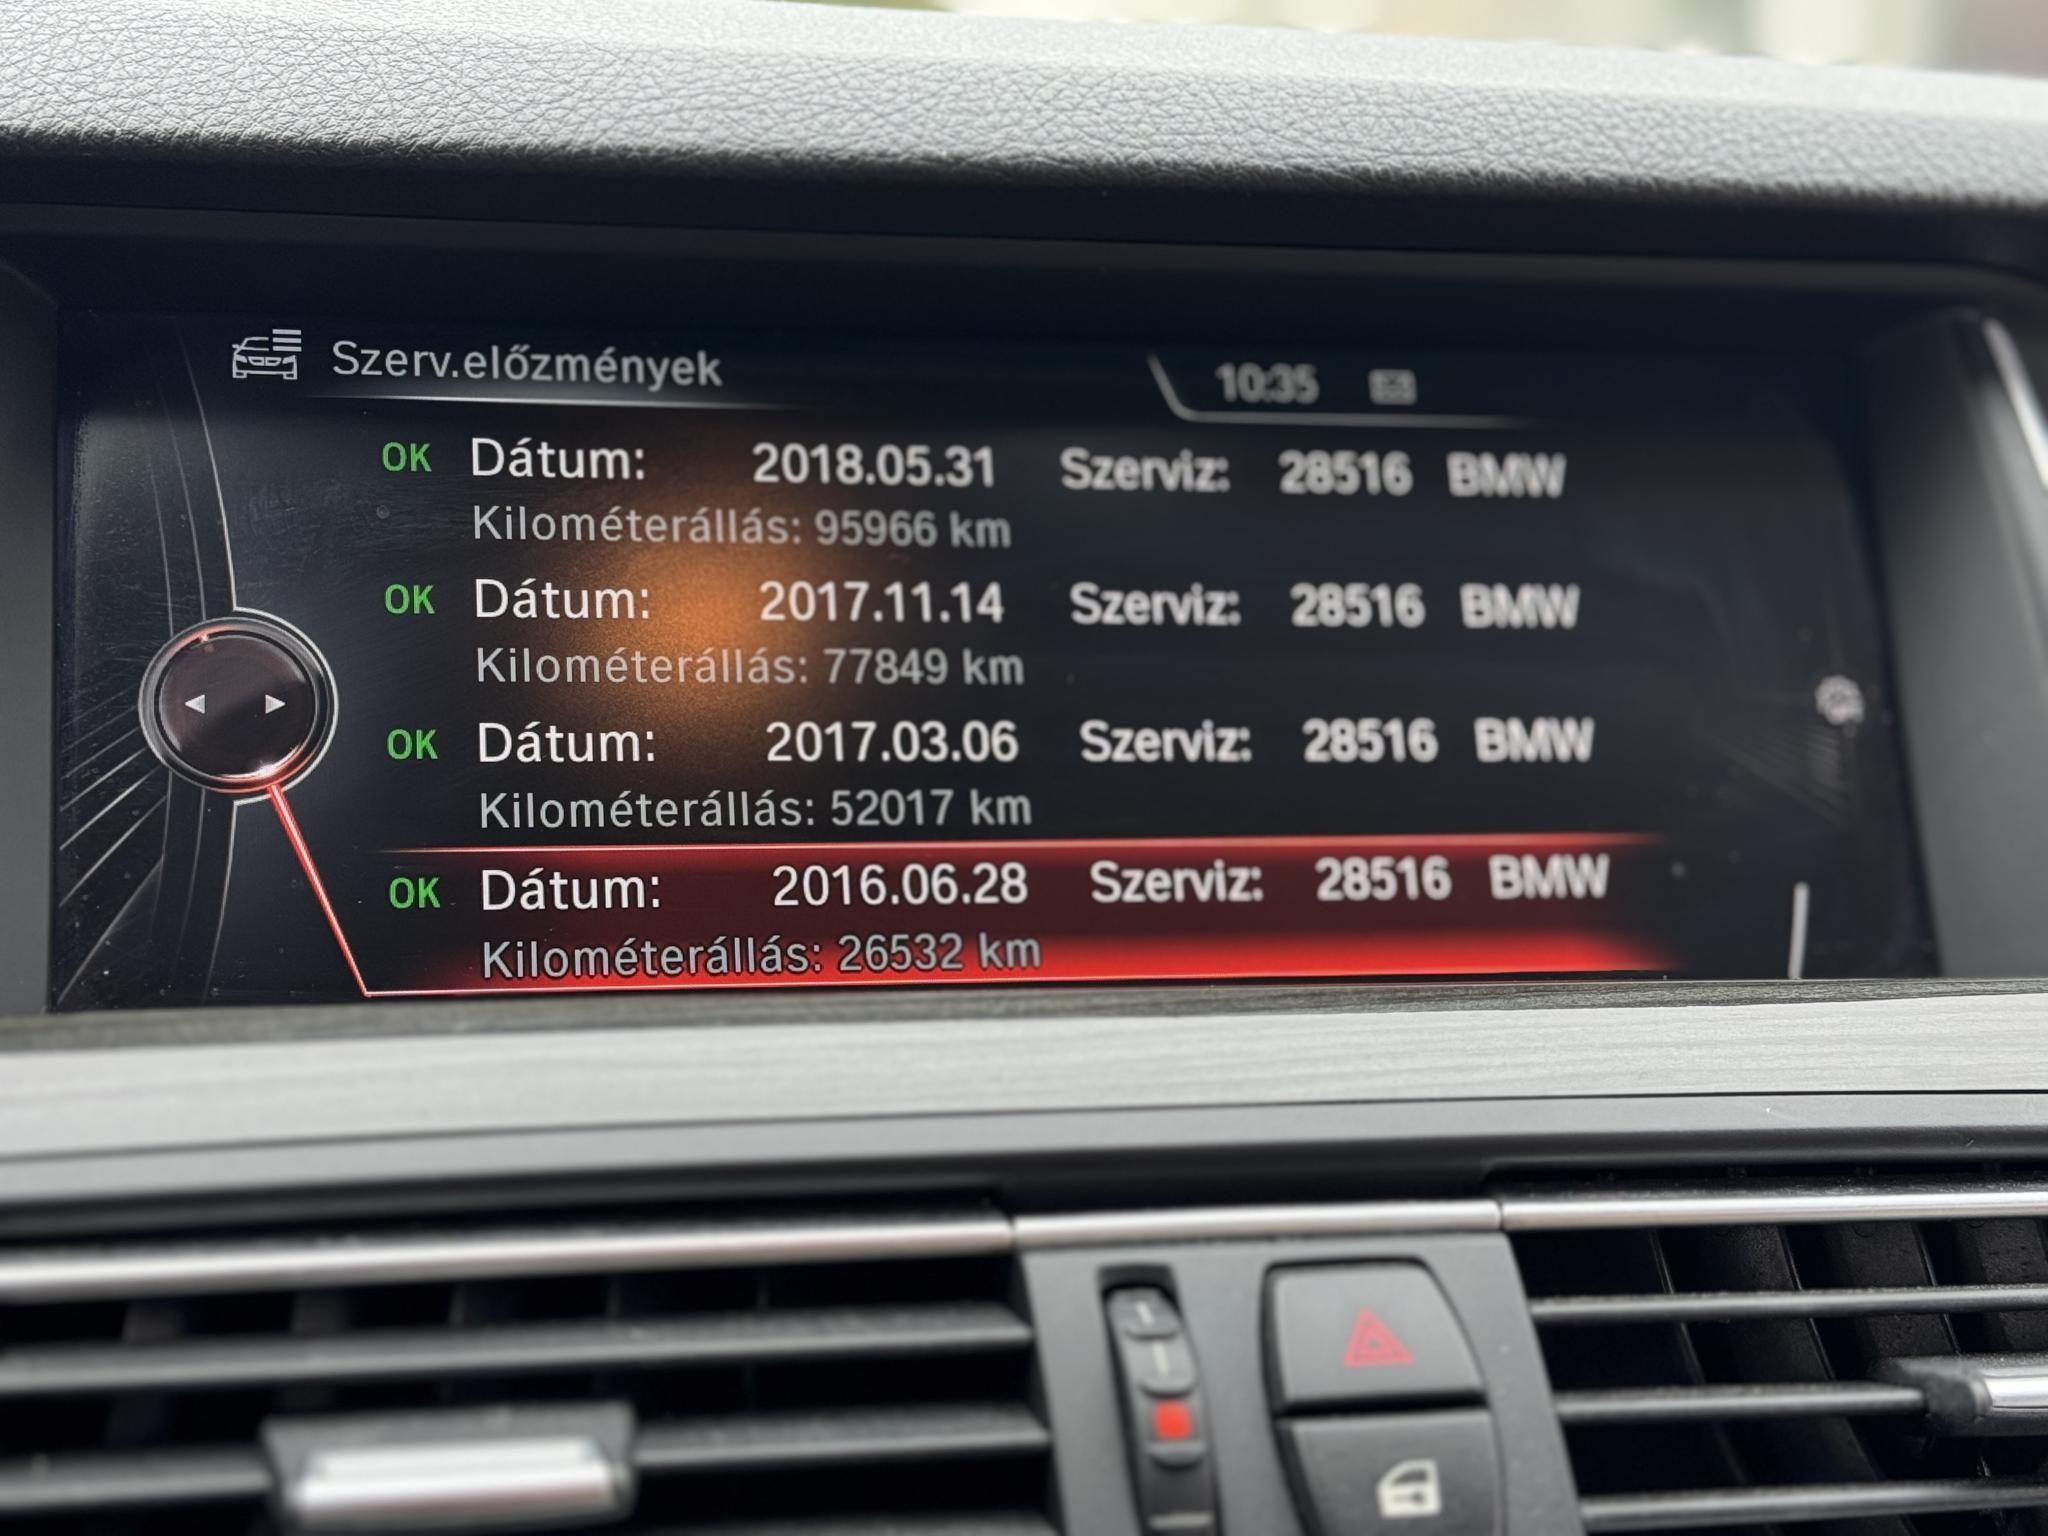 Szerv.előzmények 10:35
OK Dátum: 2018.05.31 Szerviz: 28516 BMW
Kilométerállás: 95966 km
OK Dátum: 2017.11.14 Szerviz: 28516 BMW
Kilométerállás: 77849 km
OK Dátum: 2017.03.06 Szerviz: 28516 BMW
Kilométerállás: 52017 km
OK Dátum: 2016.06.28 Szerviz: 28516 BMW
Kilométerállás: 26532 km